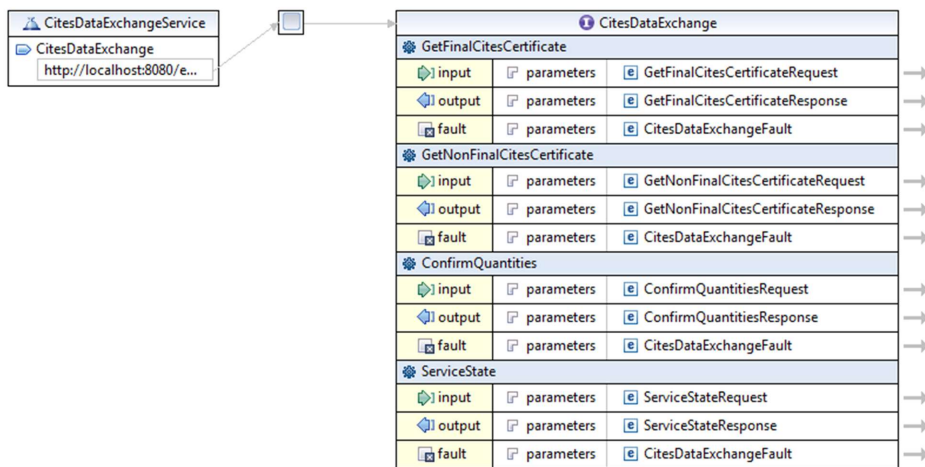 CitesDataExchangeService
CitesDataExchange
http://localhost:8080/e...
CitesDataExchange
GetFinalCitesCertificate
input parameters GetFinalCitesCertificateRequest
output parameters GetFinalCitesCertificateResponse
fault parameters CitesDataExchangeFault
GetNonFinalCitesCertificate
input parameters GetNonFinalCitesCertificateRequest
output parameters GetNonFinalCitesCertificateResponse
fault parameters CitesDataExchangeFault
ConfirmQuantities
input parameters ConfirmQuantitiesRequest
output parameters ConfirmQuantitiesResponse
fault parameters CitesDataExchangeFault
ServiceState
input parameters ServiceStateRequest
output parameters ServiceStateResponse
fault parameters CitesDataExchangeFault